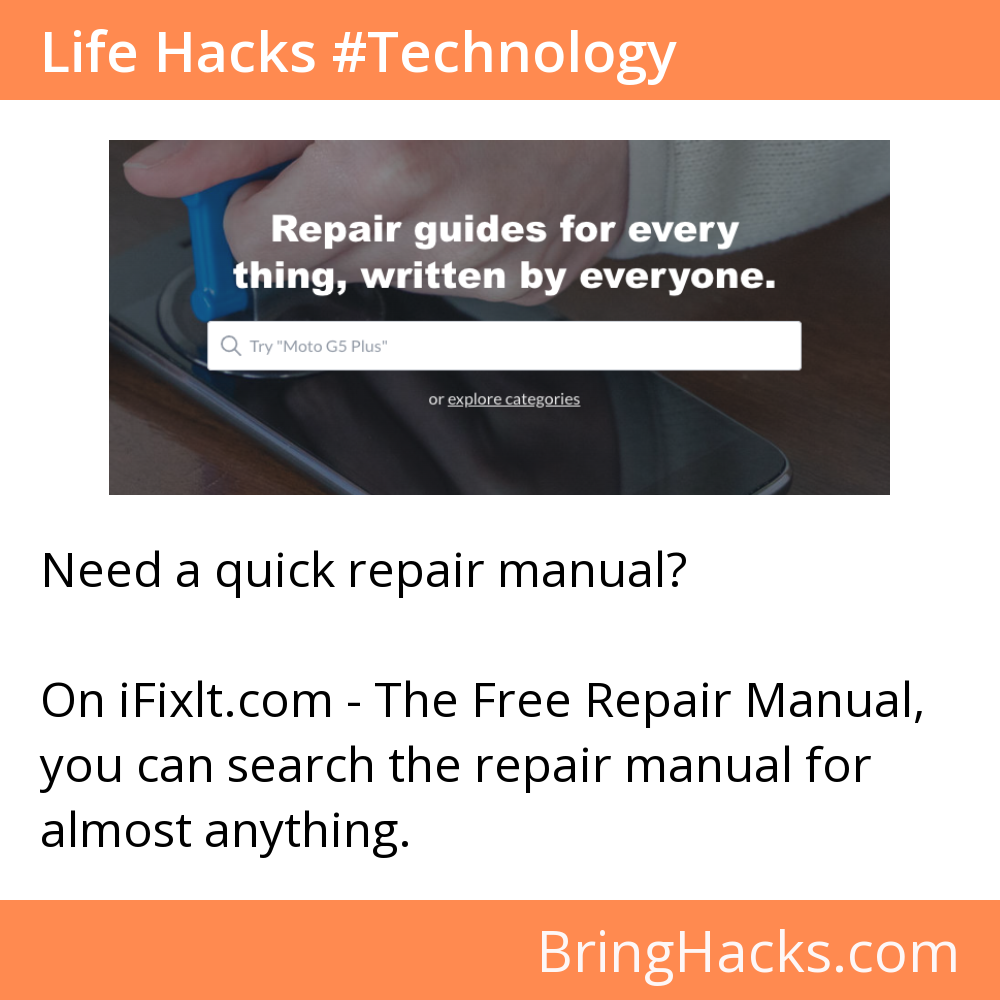 Life Hacks #Technology
Repair guides for every
thing, written by everyone.
Try "Moto G5 Plus"
or explore categories
Need a quick repair manual?
On iFixlt.com - The Free Repair Manual,
you can search the repair manual for
almost anything.
BringHacks.com